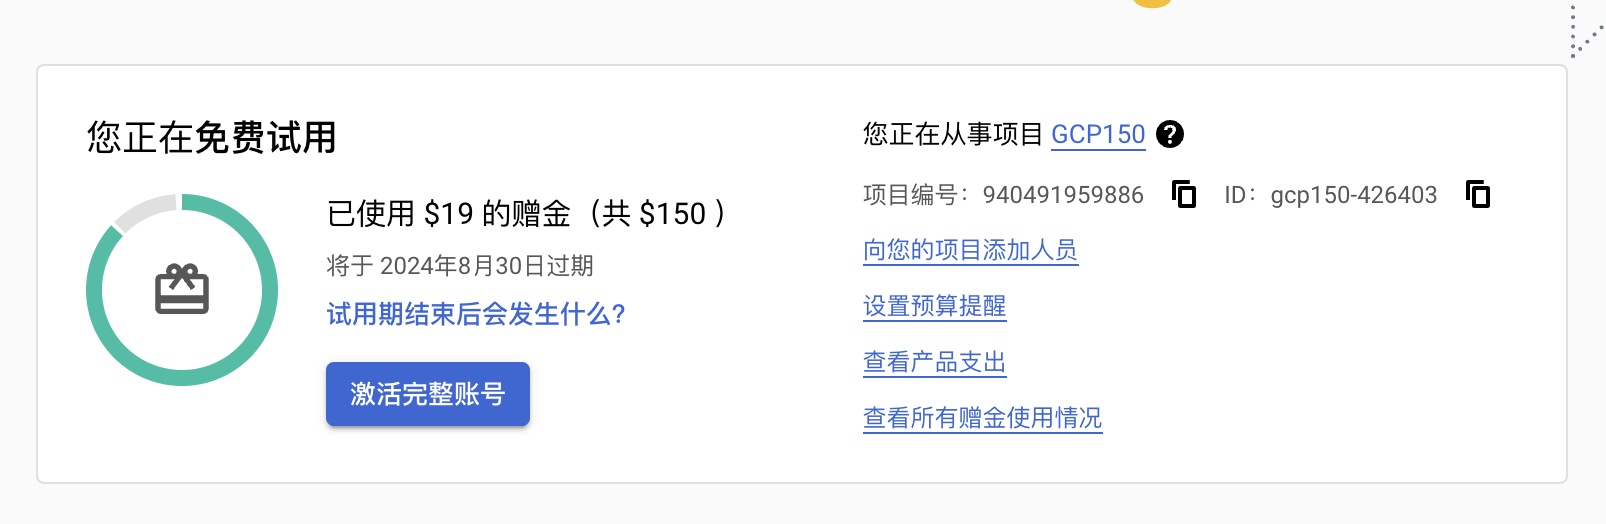 您正在免费试用
已使用 $19 的赠金（共 $150 ）
将于 2024年8月30日过期
试用期结束后会发生什么?
激活完整账号
您正在从事项目 GCP150 ?
项目编号：940491959886 ID：gcp150-426403
向您的项目添加人员
设置预算提醒
查看产品支出
查看所有赠金使用情况